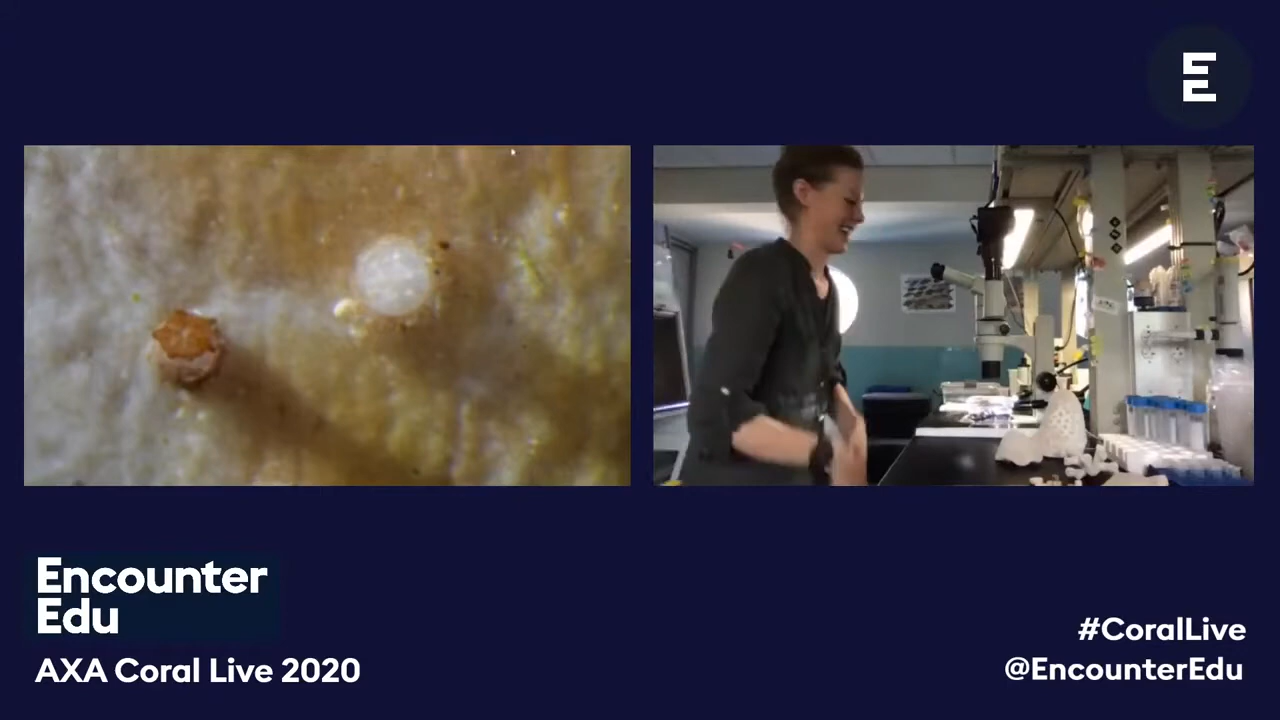 E
Encounter
Edu
AXA Coral Live 2020
#CoralLive
@EncounterEdu